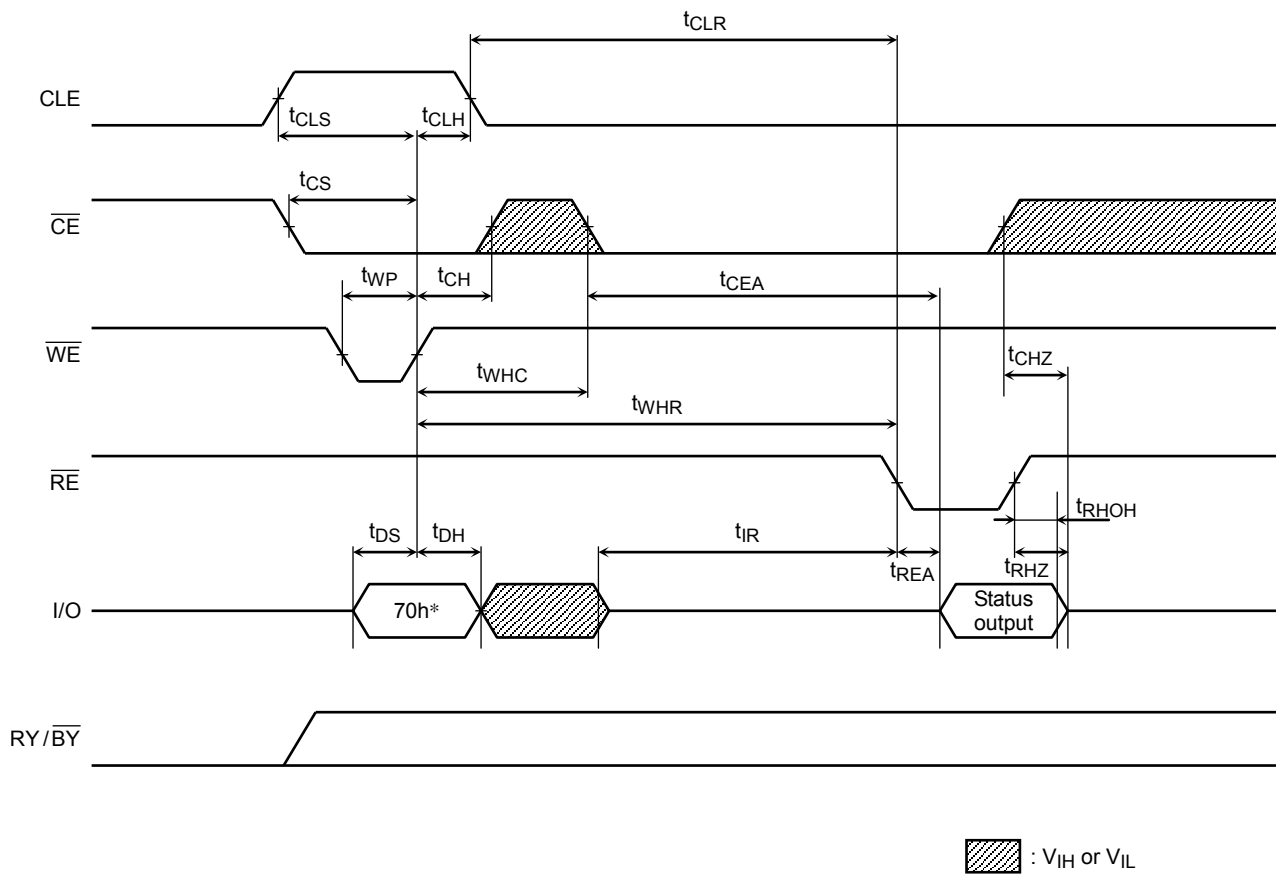 tCLR
CLE
tCLS
tCLH
tCS
CE
tWP
tCH
tCEA
WE
tCHZ
tWHC
tWHR
RE
tRHOH
tDS
tDH
tIR
tREA
tRHZ
I/O
70h*
Status
output
RY/BY
: VIH or VIL